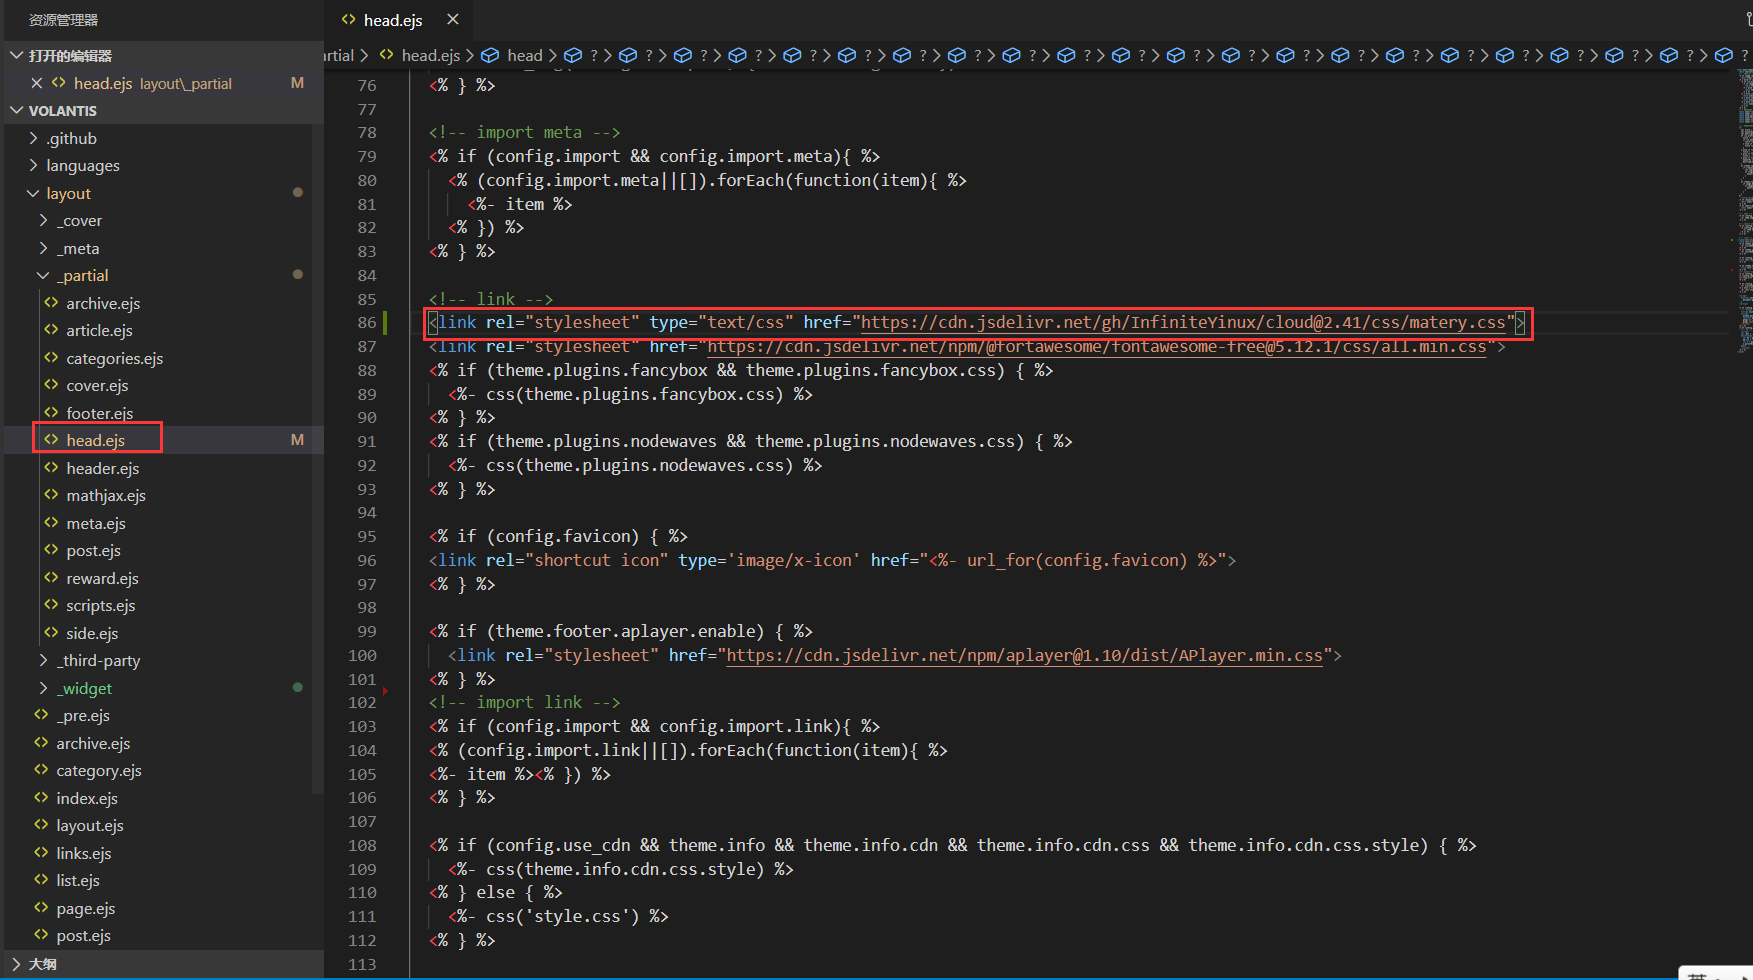 资源管理器
打开的编辑器
head.ejs layout\_partial M
VOLANTIS
.github
languages
layout
_cover
_meta
_partial
archive.ejs
article.ejs
categories.ejs
cover.ejs
footer.ejs
head.ejs M
header.ejs
mathjax.ejs
meta.ejs
post.ejs
reward.ejs
scripts.ejs
side.ejs
_third-party
_widget
_pre.ejs
archive.ejs
category.ejs
index.ejs
layout.ejs
links.ejs
list.ejs
page.ejs
post.ejs
大纲
head.ejs
rtial > head.ejs > head > ? > ? > ? > ? > ? > ? > ? > ? > ? > ? > ? > ? > ? > ? > ? > ? > ? > ? > ? > ? > ? > ?
76 <% } %>
77
78 <!-- import meta -->
79 <% if (config.import && config.import.meta){ %>
80 <% (config.import.meta||[]).forEach(function(item){ %>
81 <%- item %>
82 <% }) %>
83 <% } %>
84
85 <!-- link -->
86 <link rel="stylesheet" type="text/css" href="https://cdn.jsdelivr.net/gh/InfiniteYinux/cloud@2.41/css/matery.css">
87 <link rel="stylesheet" href="https://cdn.jsdelivr.net/npm/@fortawesome/fontawesome-free@5.12.1/css/all.min.css">
88 <% if (theme.plugins.fancybox && theme.plugins.fancybox.css) { %>
89 <%- css(theme.plugins.fancybox.css) %>
90 <% } %>
91 <% if (theme.plugins.nodewaves && theme.plugins.nodewaves.css) { %>
92 <%- css(theme.plugins.nodewaves.css) %>
93 <% } %>
94
95 <% if (config.favicon) { %>
96 <link rel="shortcut icon" type='image/x-icon' href="<%- url_for(config.favicon) %>">
97 <% } %>
98
99 <% if (theme.footer.aplayer.enable) { %>
100 <link rel="stylesheet" href="https://cdn.jsdelivr.net/npm/aplayer@1.10/dist/APlayer.min.css">
101 <% } %>
102 <!-- import link -->
103 <% if (config.import && config.import.link){ %>
104 <% (config.import.link||[]).forEach(function(item){ %>
105 <%- item %><% }) %>
106 <% } %>
107
108 <% if (config.use_cdn && theme.info && theme.info.cdn && theme.info.cdn.css && theme.info.cdn.css.style) { %>
109 <%- css(theme.info.cdn.css.style) %>
110 <% } else { %>
111 <%- css('style.css') %>
112 <% } %>
113